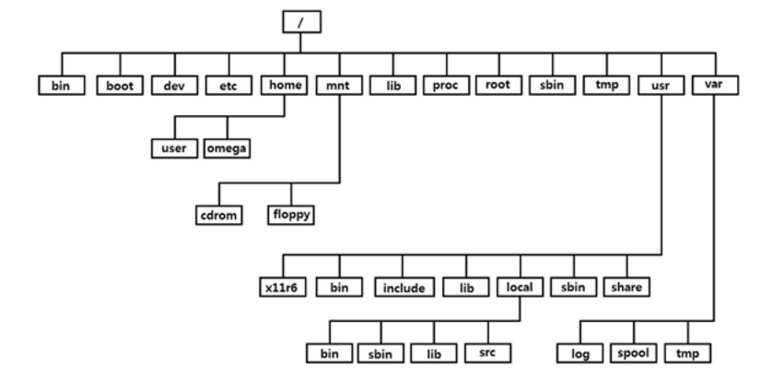 /
bin boot dev etc home mnt lib proc root sbin tmp usr var
user omega
cdrom floppy
x11r6 bin include lib local sbin share
bin sbin lib src log spool tmp